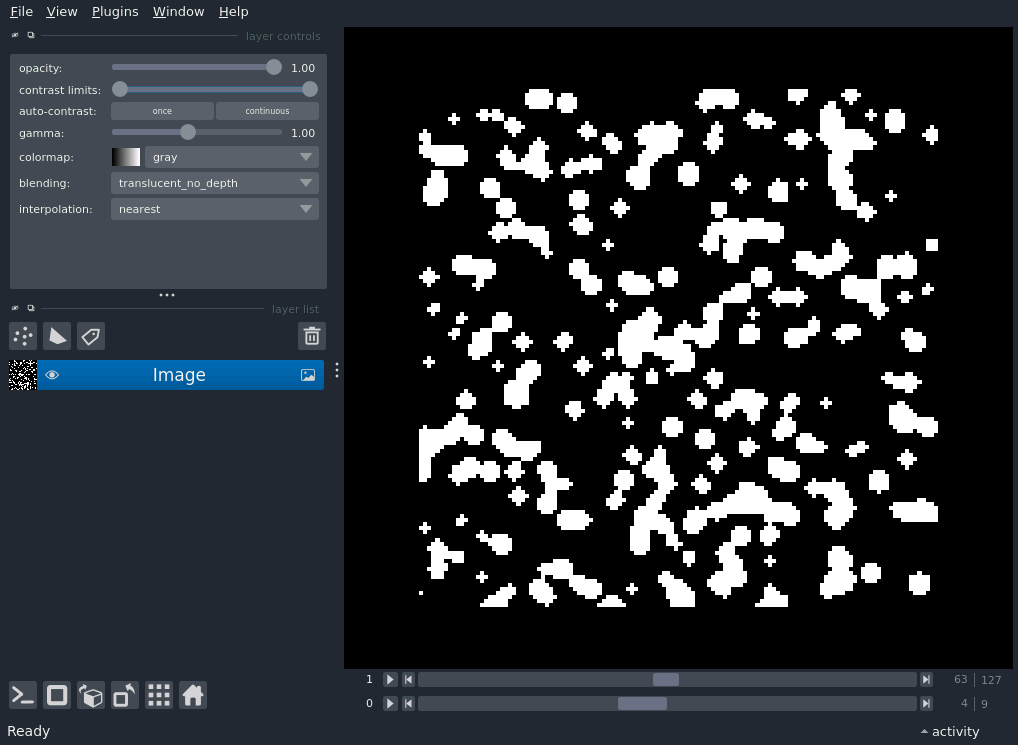 File View Plugins Window Help
layer controls
opacity: 1.00
contrast limits:
auto-contrast: once continuous
gamma: 1.00
colormap: gray
blending: translucent_no_depth
interpolation: nearest
layer list
Image
1 63 127
0 4 9
Ready activity